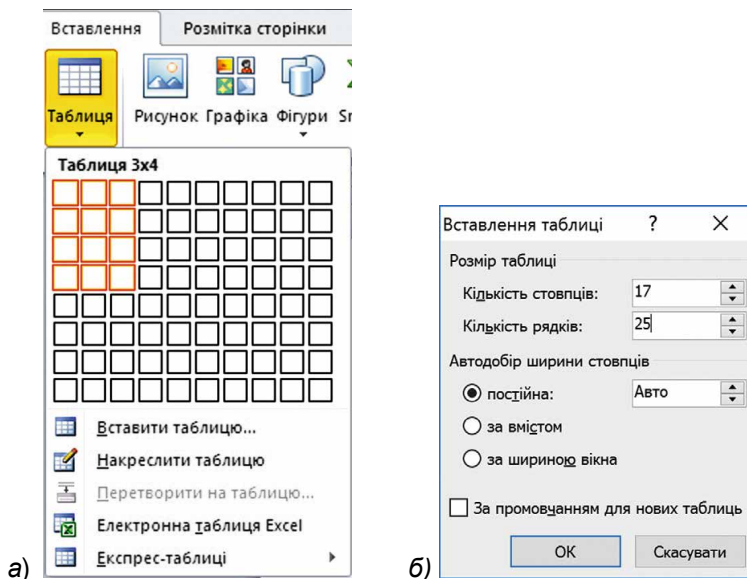 Вставлення Розмітка сторінки
Таблиця Рисунок Графіка Фігури
Таблиця 3x4
Вставити таблицю...
Накреслити таблицю
Перетворити на таблицю...
Електронна таблиця Excel
Експрес-таблиці
а)
Вставлення таблиці ?
Розмір таблиці
Кількість стовпців: 17
Кількість рядків: 25
Автодобір ширини стовпців
постійна: Авто
за вмістом
за шириною вікна
За промовчанням для нових таблиць
ОК Скасувати
б)